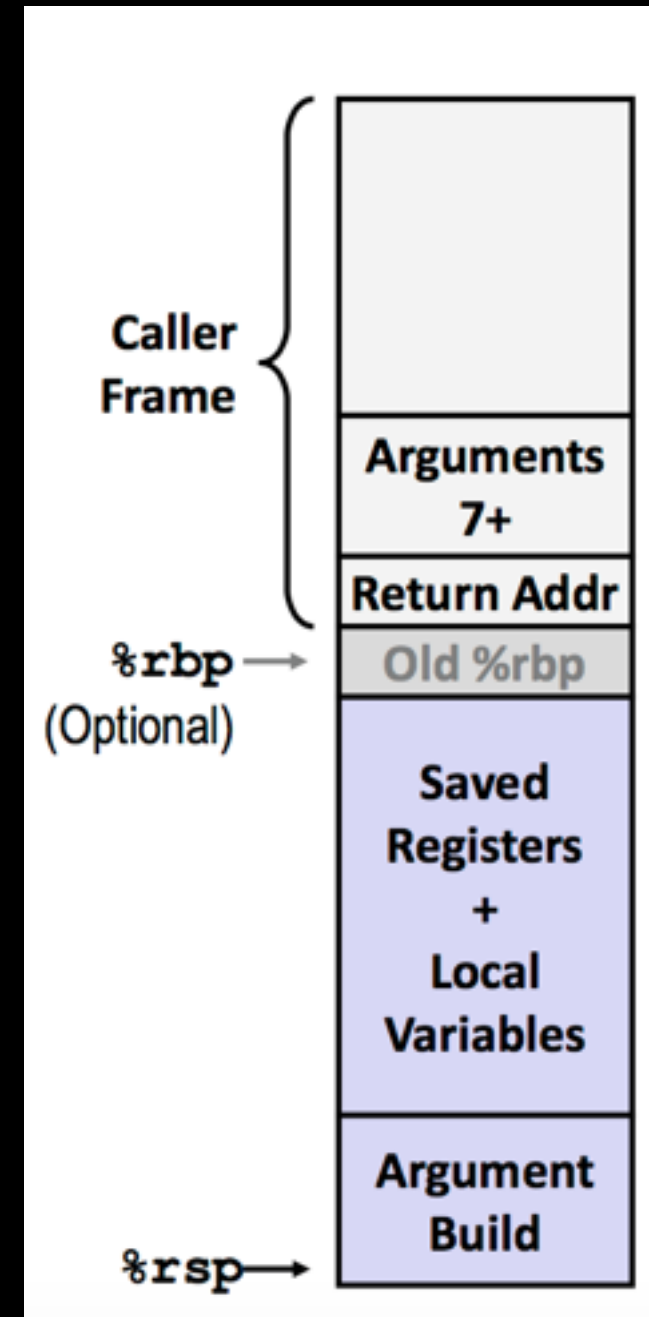 Caller
Frame
Arguments
7+
Return Addr
%rbp
(Optional)
Old %rbp
Saved
Registers
+
Local
Variables
Argument
Build
%rsp